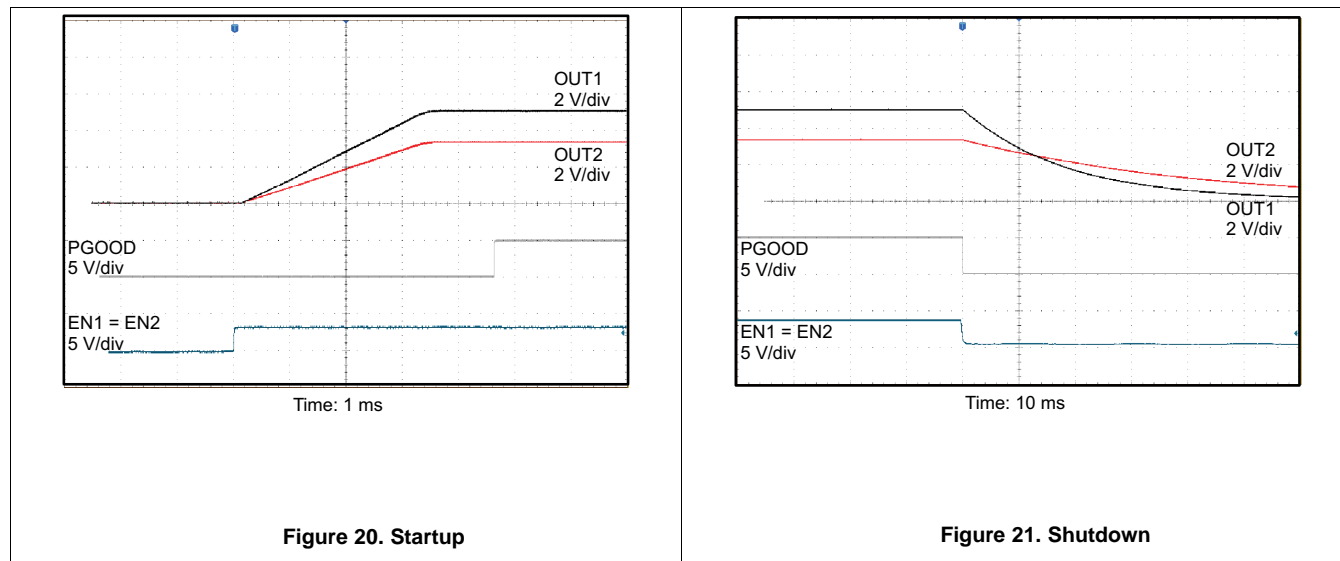 OUT1
2 V/div
OUT2
2 V/div
PGOOD
5 V/div
EN1 = EN2
5 V/div
Time: 1 ms
Figure 20. Startup
OUT2
2 V/div
OUT1
2 V/div
PGOOD
5 V/div
EN1 = EN2
5 V/div
Time: 10 ms
Figure 21. Shutdown